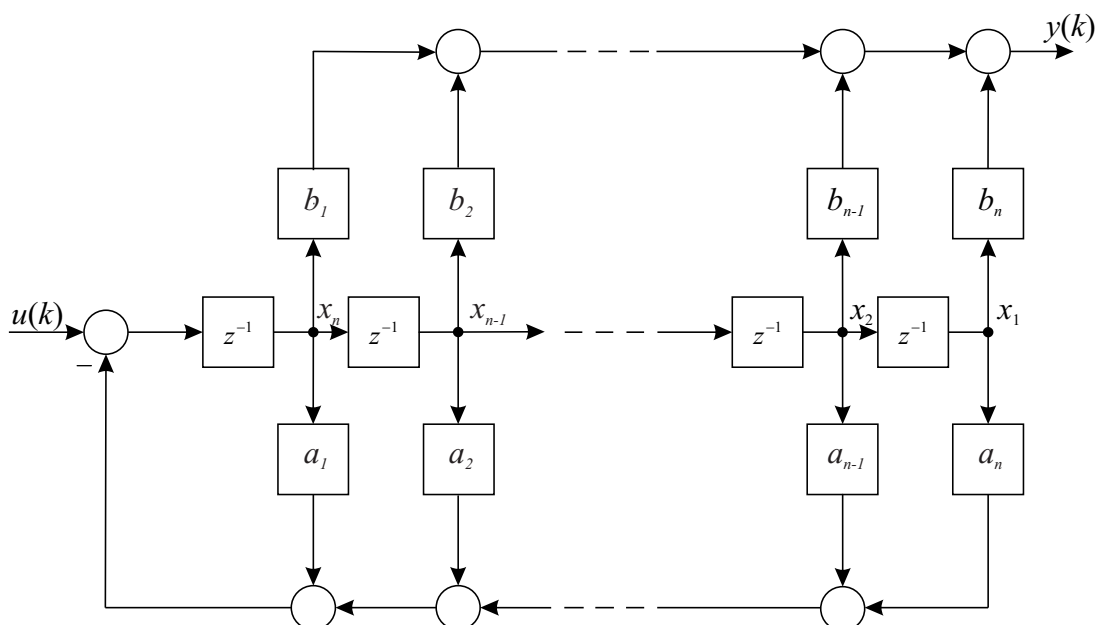 y(k)
b₁ b₂ bₙ₋₁ bₙ
u(k) z⁻¹ xₙ z⁻¹ xₙ₋₁ z⁻¹ x₂ z⁻¹ x₁
−
a₁ a₂ aₙ₋₁ aₙ